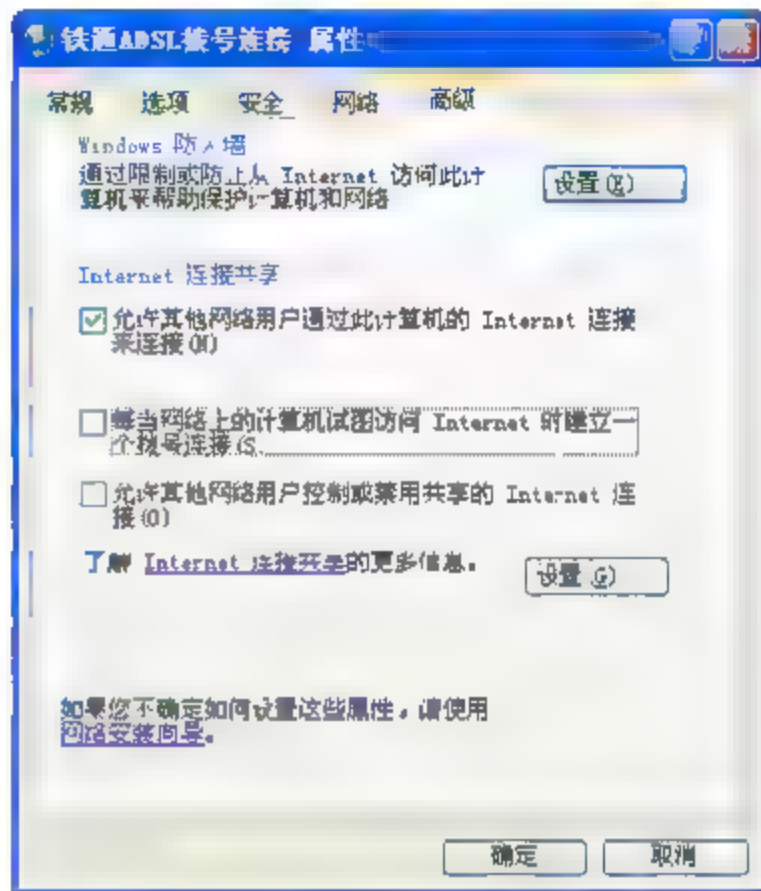 铁通ADSL拨号连接 属性
常规 选项 安全 网络 高级
Windows 防火墙
通过限制或防止从 Internet 访问此计
算机来帮助保护计算机和网络
设置(E)
Internet 连接共享
允许其他网络用户通过此计算机的 Internet 连接
来连接(N)
每当网络上的计算机试图访问 Internet 时建立一
个拨号连接(S
允许其他网络用户控制或禁用共享的 Internet 连
接(O)
了解 Internet 连接共享的更多信息。
设置(G)
如果您不确定如何设置这些属性，请使用
网络安装向导。
确定 取消